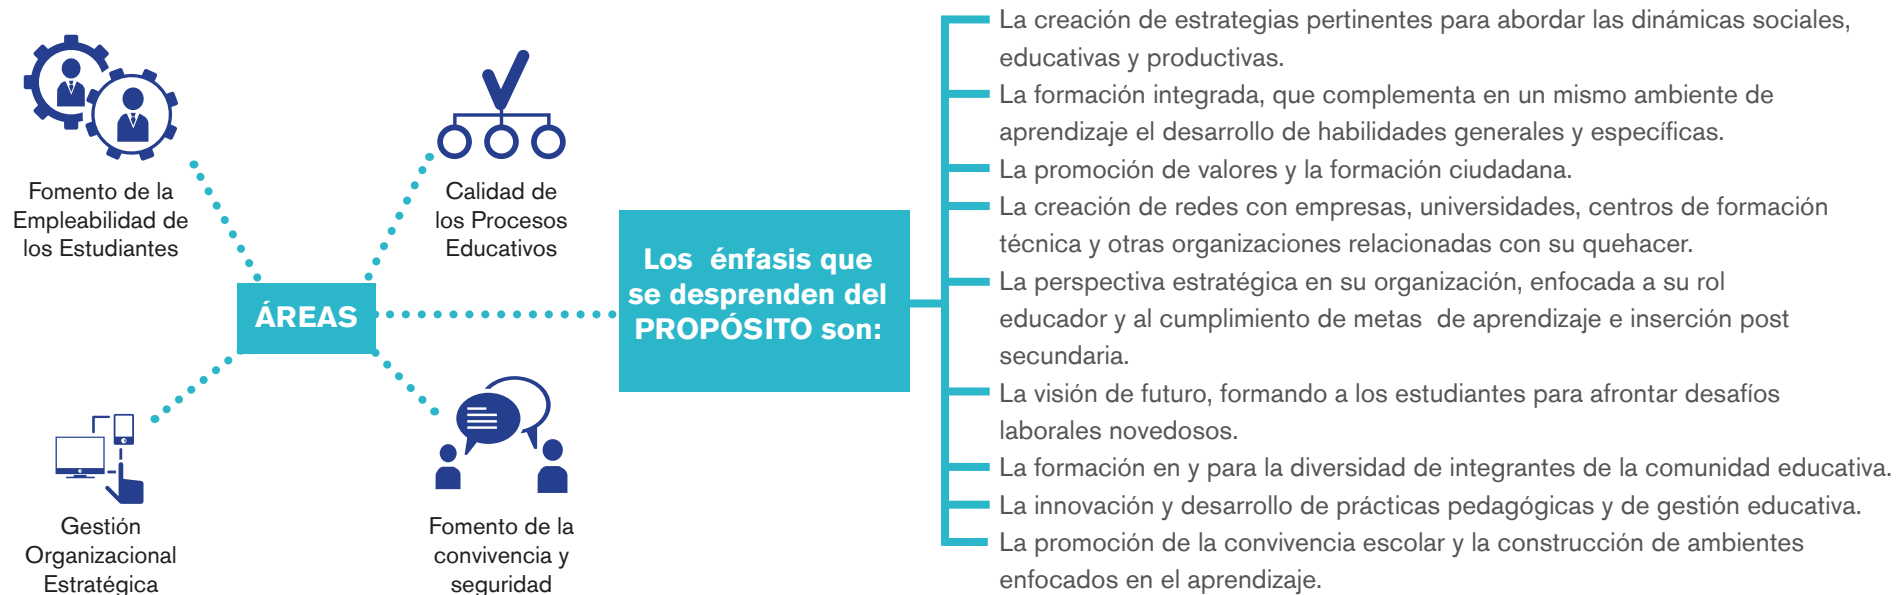 Fomento de la
Empleabilidad de
los Estudiantes
Calidad de
los Procesos
Educativos
ÁREAS
Gestión
Organizacional
Estratégica
Fomento de la
convivencia y
seguridad
Los énfasis que
se desprenden del
PROPÓSITO son:
La creación de estrategias pertinentes para abordar las dinámicas sociales,
educativas y productivas.
La formación integrada, que complementa en un mismo ambiente de
aprendizaje el desarrollo de habilidades generales y específicas.
La promoción de valores y la formación ciudadana.
La creación de redes con empresas, universidades, centros de formación
técnica y otras organizaciones relacionadas con su quehacer.
La perspectiva estratégica en su organización, enfocada a su rol
educador y al cumplimiento de metas de aprendizaje e inserción post
secundaria.
La visión de futuro, formando a los estudiantes para afrontar desafíos
laborales novedosos.
La formación en y para la diversidad de integrantes de la comunidad educativa.
La innovación y desarrollo de prácticas pedagógicas y de gestión educativa.
La promoción de la convivencia escolar y la construcción de ambientes
enfocados en el aprendizaje.